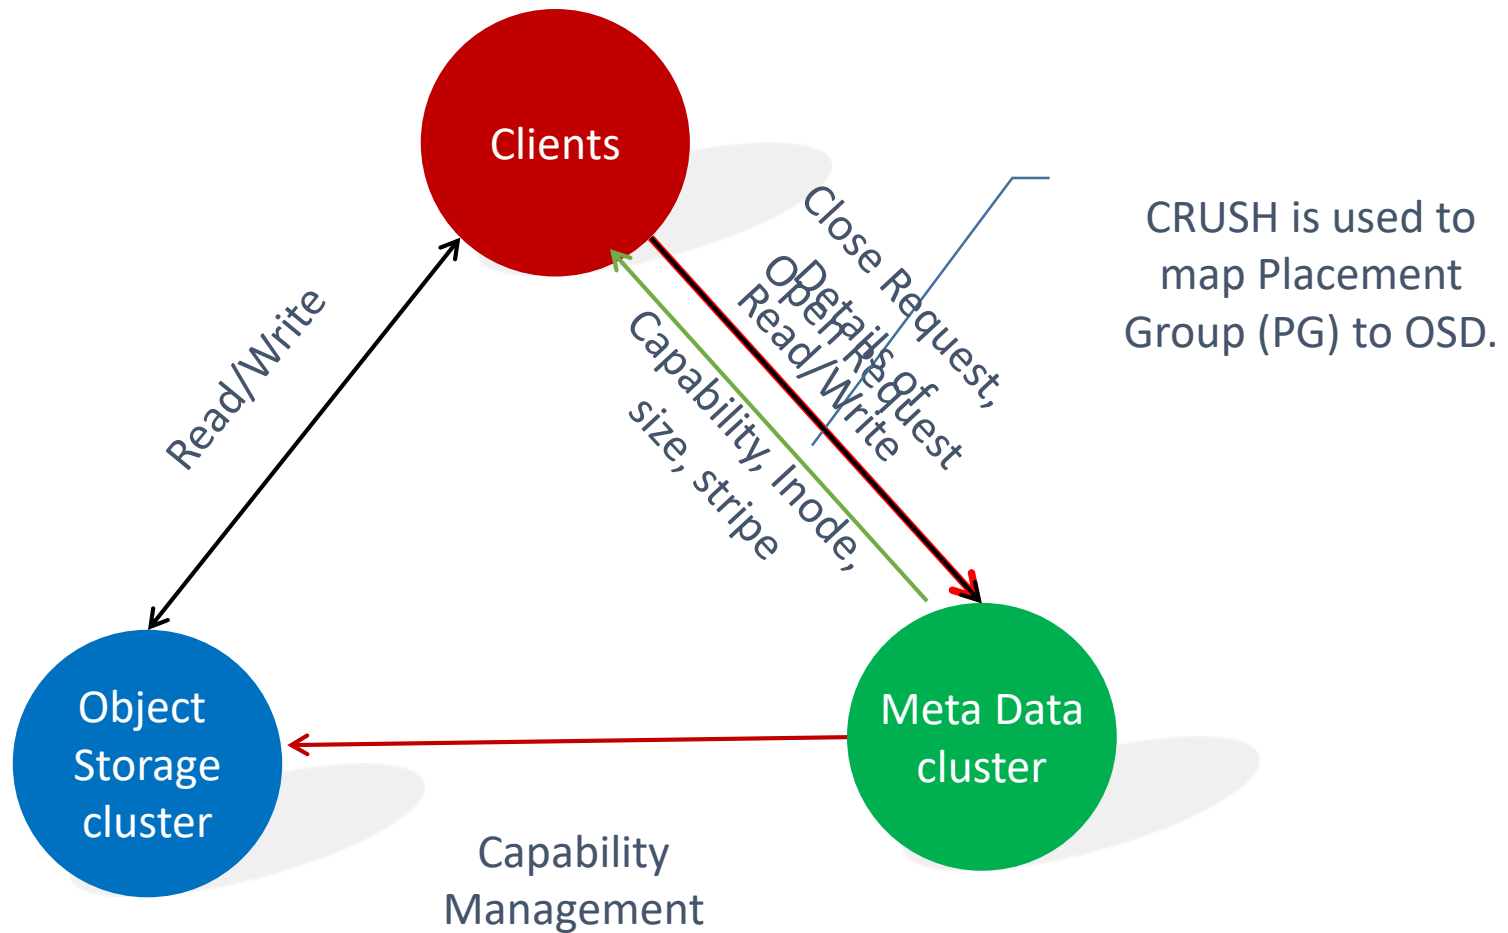 Clients
CRUSH is used to
map Placement
Group (PG) to OSD.
Close Request,
Details of
Read/Write
Open Request
Capability, Inode,
size, stripe
Read/Write
Object
Storage
cluster
Meta Data
cluster
Capability
Management